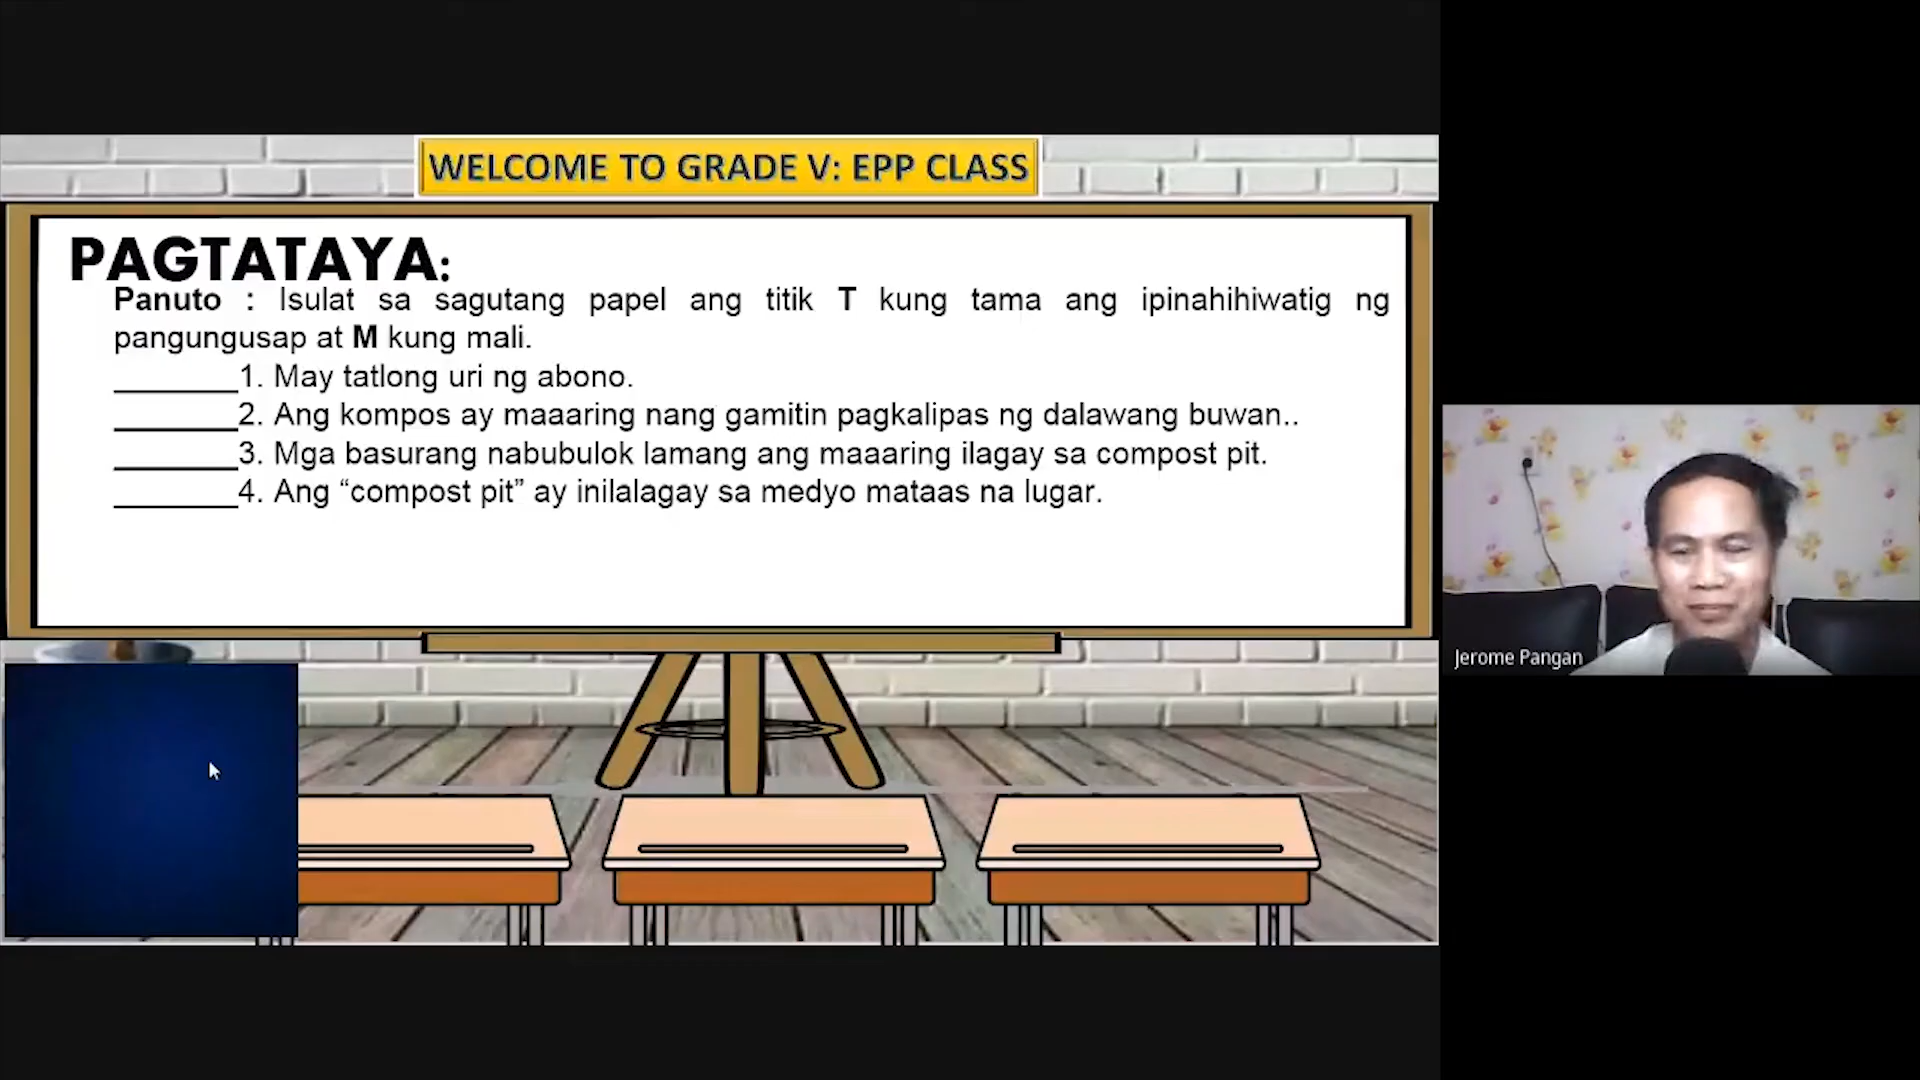 WELCOME TO GRADE V: EPP CLASS
PAGTATAYA:
Panuto : Isulat sa sagutang papel ang titik T kung tama ang ipinahihiwatig ng
pangungusap at M kung mali.
________1. May tatlong uri ng abono.
________2. Ang kompos ay maaaring nang gamitin pagkalipas ng dalawang buwan..
________3. Mga basurang nabubulok lamang ang maaaring ilagay sa compost pit.
________4. Ang “compost pit” ay inilalagay sa medyo mataas na lugar.
Jerome Pangan